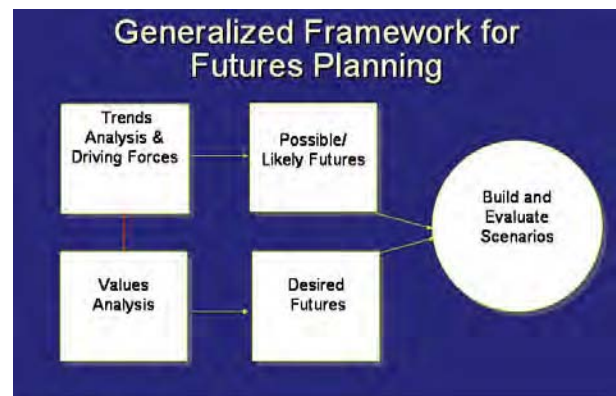 Generalized Framework for
Futures Planning
Trends
Analysis &
Driving Forces
Possible/
Likely Futures
Build and
Evaluate
Scenarios
Values
Analysis
Desired
Futures